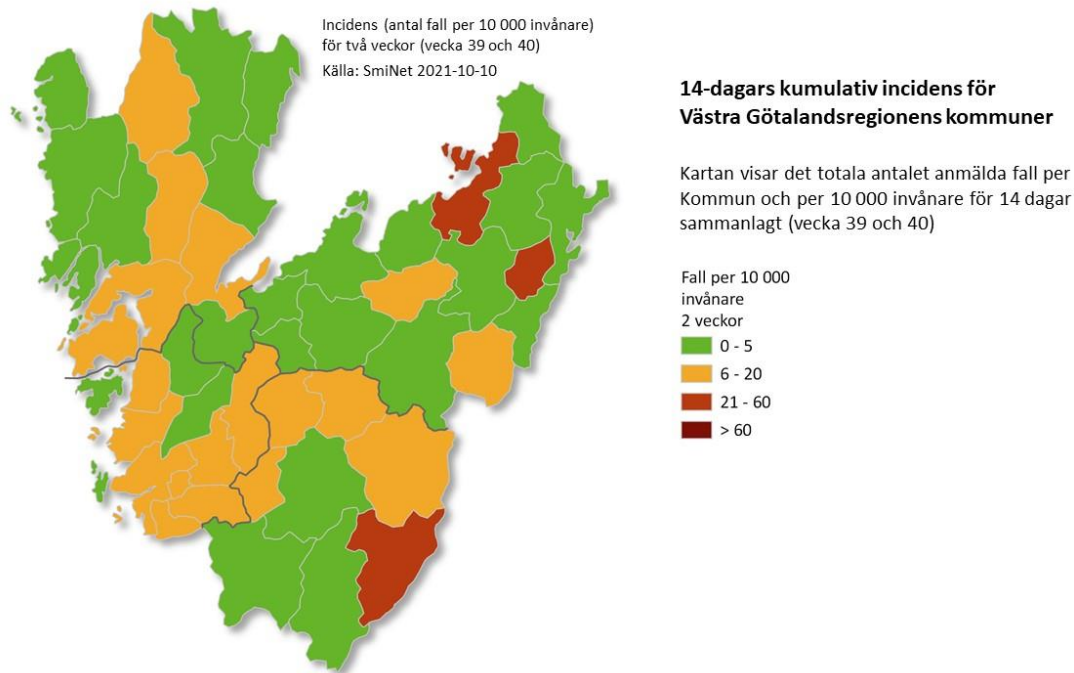 Incidens (antal fall per 10 000 invånare)
för två veckor (vecka 39 och 40)
Källa: SmiNet 2021-10-10
14-dagars kumulativ incidens för
Västra Götalandsregionens kommuner
Kartan visar det totala antalet anmälda fall per
Kommun och per 10 000 invånare för 14 dagar
sammanlagt (vecka 39 och 40)
Fall per 10 000
invånare
2 veckor
0 - 5
6 - 20
21 - 60
> 60